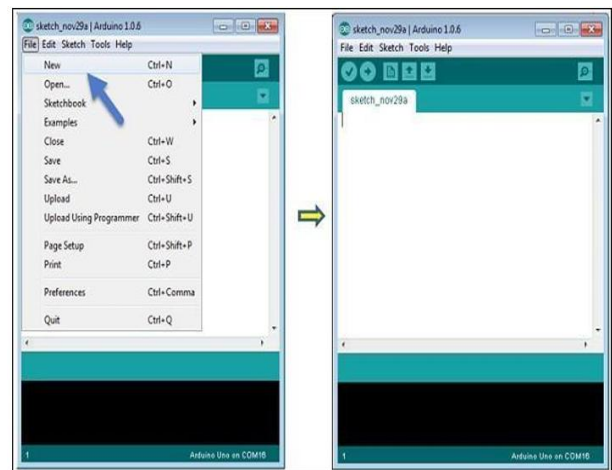 sketch_nov29a | Arduino 1.0.6
File Edit Sketch Tools Help
New Ctrl+N
Open... Ctrl+O
Sketchbook
Examples
Close Ctrl+W
Save Ctrl+S
Save As... Ctrl+Shift+S
Upload Ctrl+U
Upload Using Programmer Ctrl+Shift+U
Page Setup Ctrl+Shift+P
Print Ctrl+P
Preferences Ctrl+Comma
Quit Ctrl+Q
1 Arduino Uno on COM16
sketch_nov29a | Arduino 1.0.6
File Edit Sketch Tools Help
sketch_nov29a
1 Arduino Uno on COM16